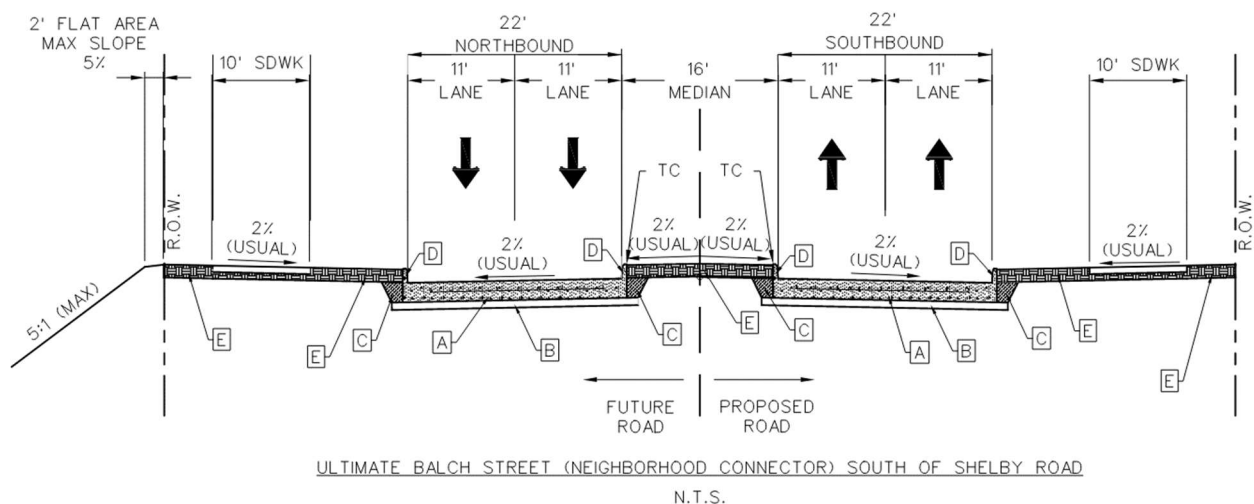 2' FLAT AREA
MAX SLOPE
5%
10' SDWK
22'
NORTHBOUND
11'
LANE
11'
LANE
16'
MEDIAN
22'
SOUTHBOUND
11'
LANE
11'
LANE
10' SDWK
TC
TC
R.O.W.
R.O.W.
2%
(USUAL)
2%
(USUAL)
2%
(USUAL)
2%
(USUAL)
2%
(USUAL)
2%
(USUAL)
D
D
D
D
5:1 (MAX)
E
E
C
A
B
C
E
C
A
B
C
E
E
FUTURE
ROAD
PROPOSED
ROAD
ULTIMATE BALCH STREET (NEIGHBORHOOD CONNECTOR) SOUTH OF SHELBY ROAD
N.T.S.